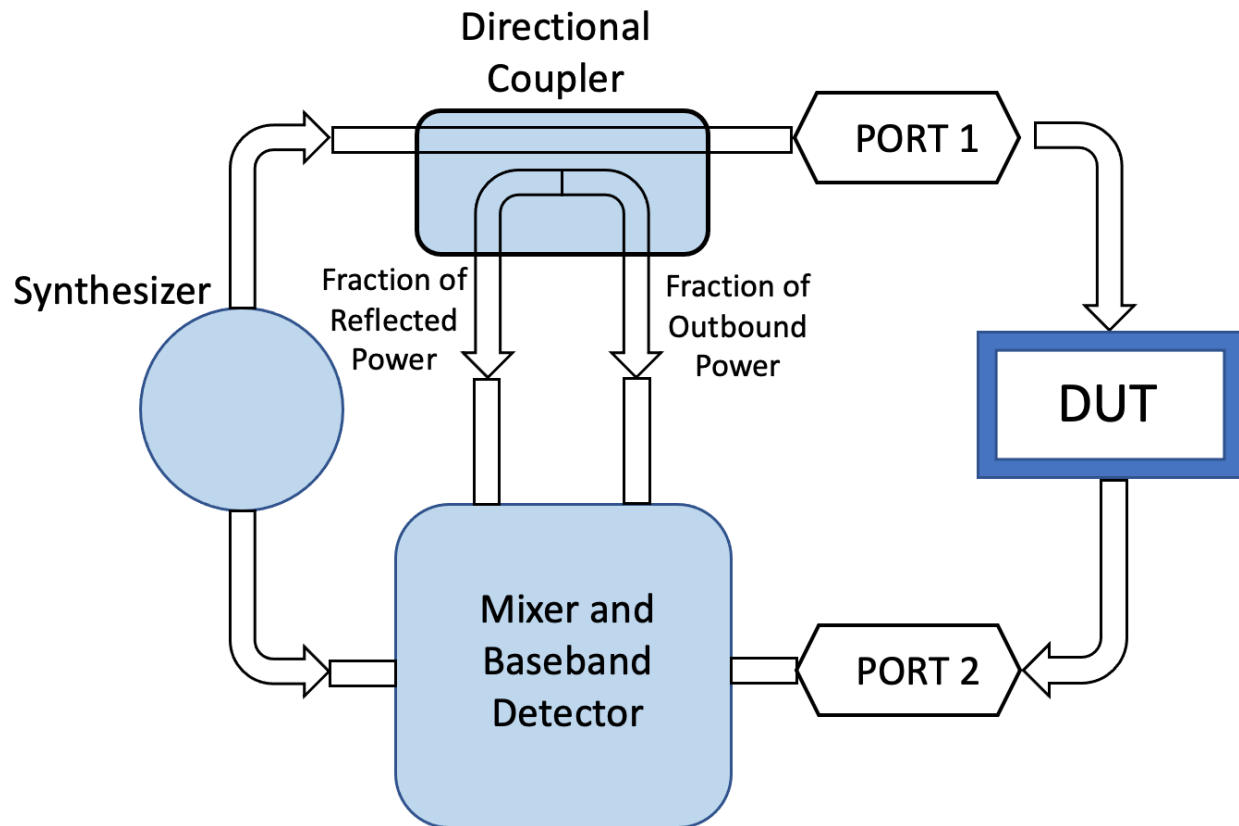 Directional
Coupler
PORT 1
Synthesizer
Fraction of
Reflected
Power
Fraction of
Outbound
Power
DUT
Mixer and
Baseband
Detector
PORT 2